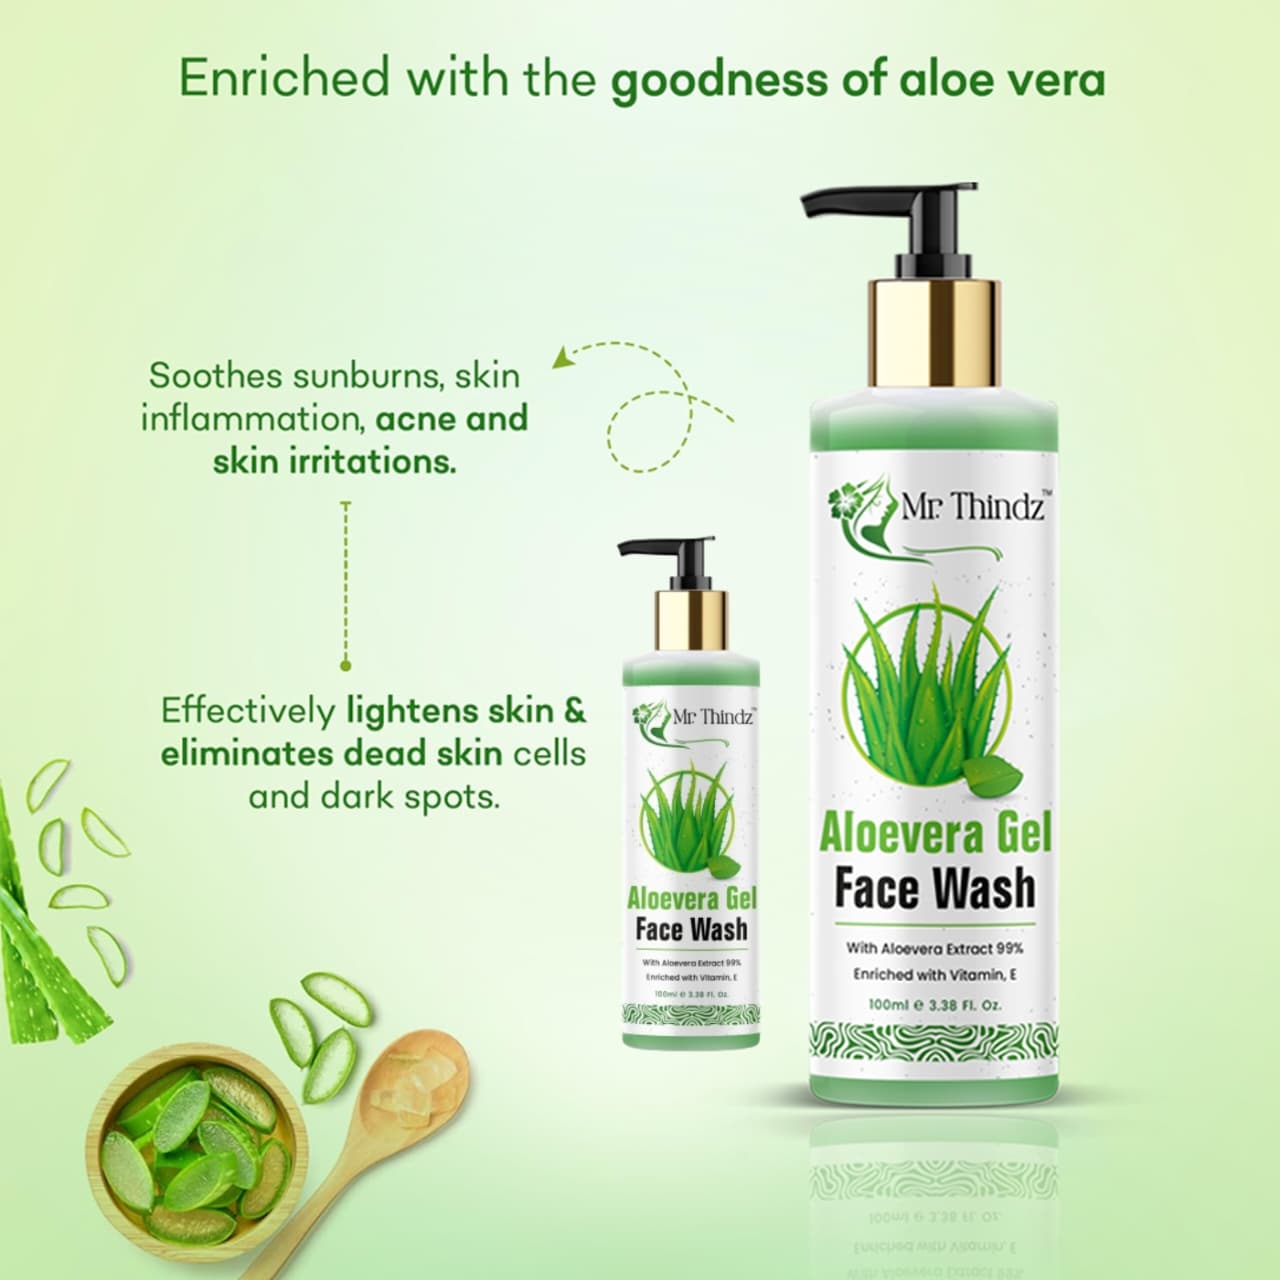 Enriched with the goodness of aloe vera
Soothes sunburns, skin
inflammation, acne and
skin irritations.
Effectively lightens skin &
eliminates dead skin cells
and dark spots.
Mr. Thindz™
Aloevera Gel
Face Wash
With Aloevera Extract 99%
Enriched with Vitamin, E
100ml e 3.38 Fl. Oz.
Mr. Thindz™
Aloevera Gel
Face Wash
With Aloevera Extract 99%
Enriched with Vitamin, E
100ml e 3.38 Fl. Oz.